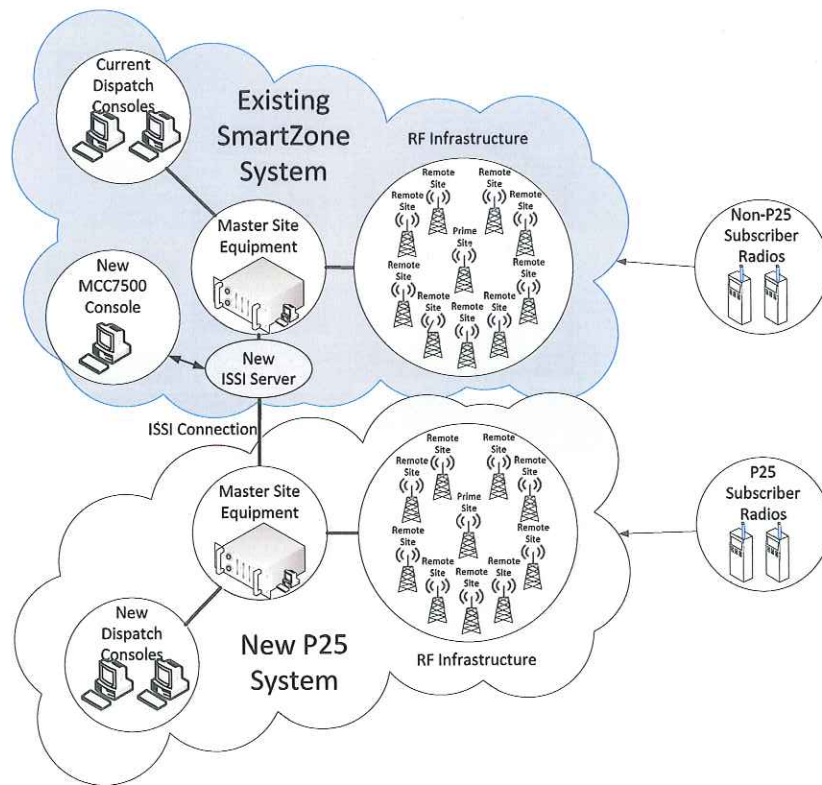 Current
Dispatch
Consoles
Existing
SmartZone
System
RF Infrastructure
Remote
Site
Remote
Site
Remote
Site
Remote
Site
Prime
Site
Remote
Site
Remote
Site
Remote
Site
Remote
Site
Remote
Site
Master Site
Equipment
Non-P25
Subscriber
Radios
New
MCC7500
Console
New
ISSI Server
ISSI Connection
Master Site
Equipment
Remote
Site
Remote
Site
Remote
Site
Remote
Site
Prime
Site
Remote
Site
Remote
Site
Remote
Site
Remote
Site
Remote
Site
P25
Subscriber
Radios
New
Dispatch
Consoles
New P25
System
RF Infrastructure